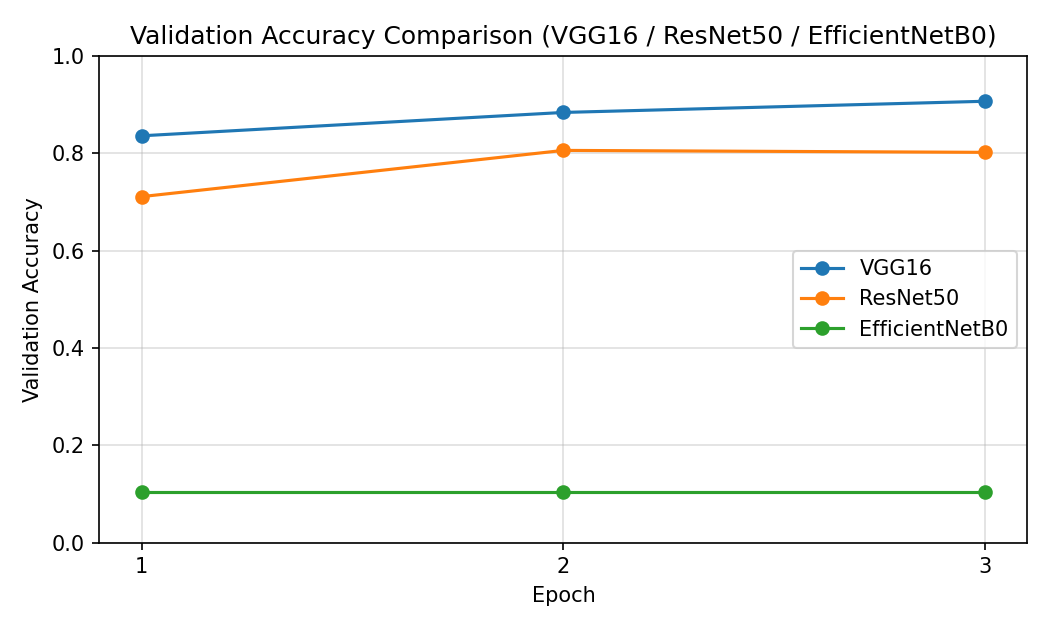 Validation Accuracy Comparison (VGG16 / ResNet50 / EfficientNetB0)
Validation Accuracy
1.0
0.8
0.6
0.4
0.2
0.0
VGG16
ResNet50
EfficientNetB0
1 2 3
Epoch